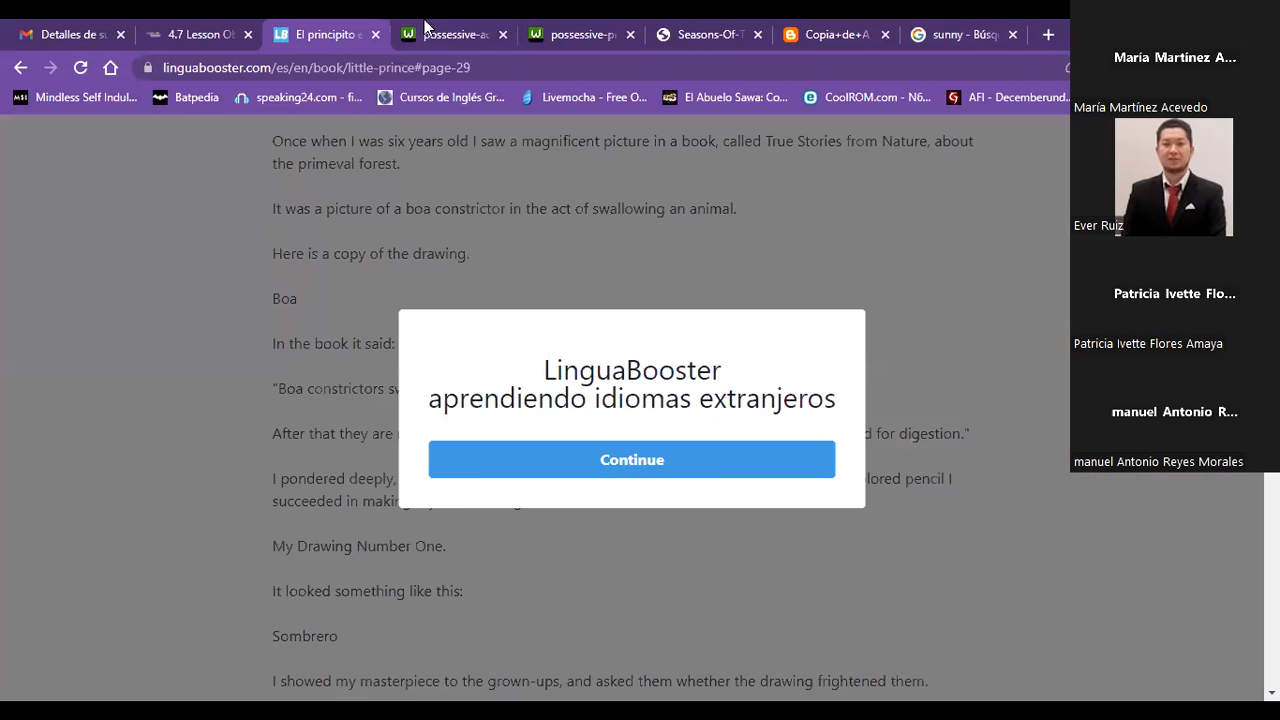 Detalles de su
4.7 Lesson Ob
El principito e
possessive-ac
possessive-pr
Seasons-Of-T
Copia+de+A
sunny - Búsq
linguabooster.com/es/en/book/little-prince#page-29
Mindless Self Indul...
Batpedia
speaking24.com - fi...
Cursos de Inglés Gr...
Livemocha - Free O...
El Abuelo Sawa: Co...
CoolROM.com - N6...
AFI - Decemberund...
Once when I was six years old I saw a magnificent picture in a book, called True Stories from Nature, about
the primeval forest.
It was a picture of a boa constrictor in the act of swallowing an animal.
Here is a copy of the drawing.
Boa
In the book it said:
"Boa constrictors sw
After that they are
d for digestion."
I pondered deeply,
olored pencil I
succeeded in making
My Drawing Number One.
It looked something like this:
Sombrero
I showed my masterpiece to the grown-ups, and asked them whether the drawing frightened them.
LinguaBooster
aprendiendo idiomas extranjeros
Continue
María Martínez A...
María Martínez Acevedo
Ever Ruiz
Patricia Ivette Flo...
Patricia Ivette Flores Amaya
manuel Antonio R...
manuel Antonio Reyes Morales